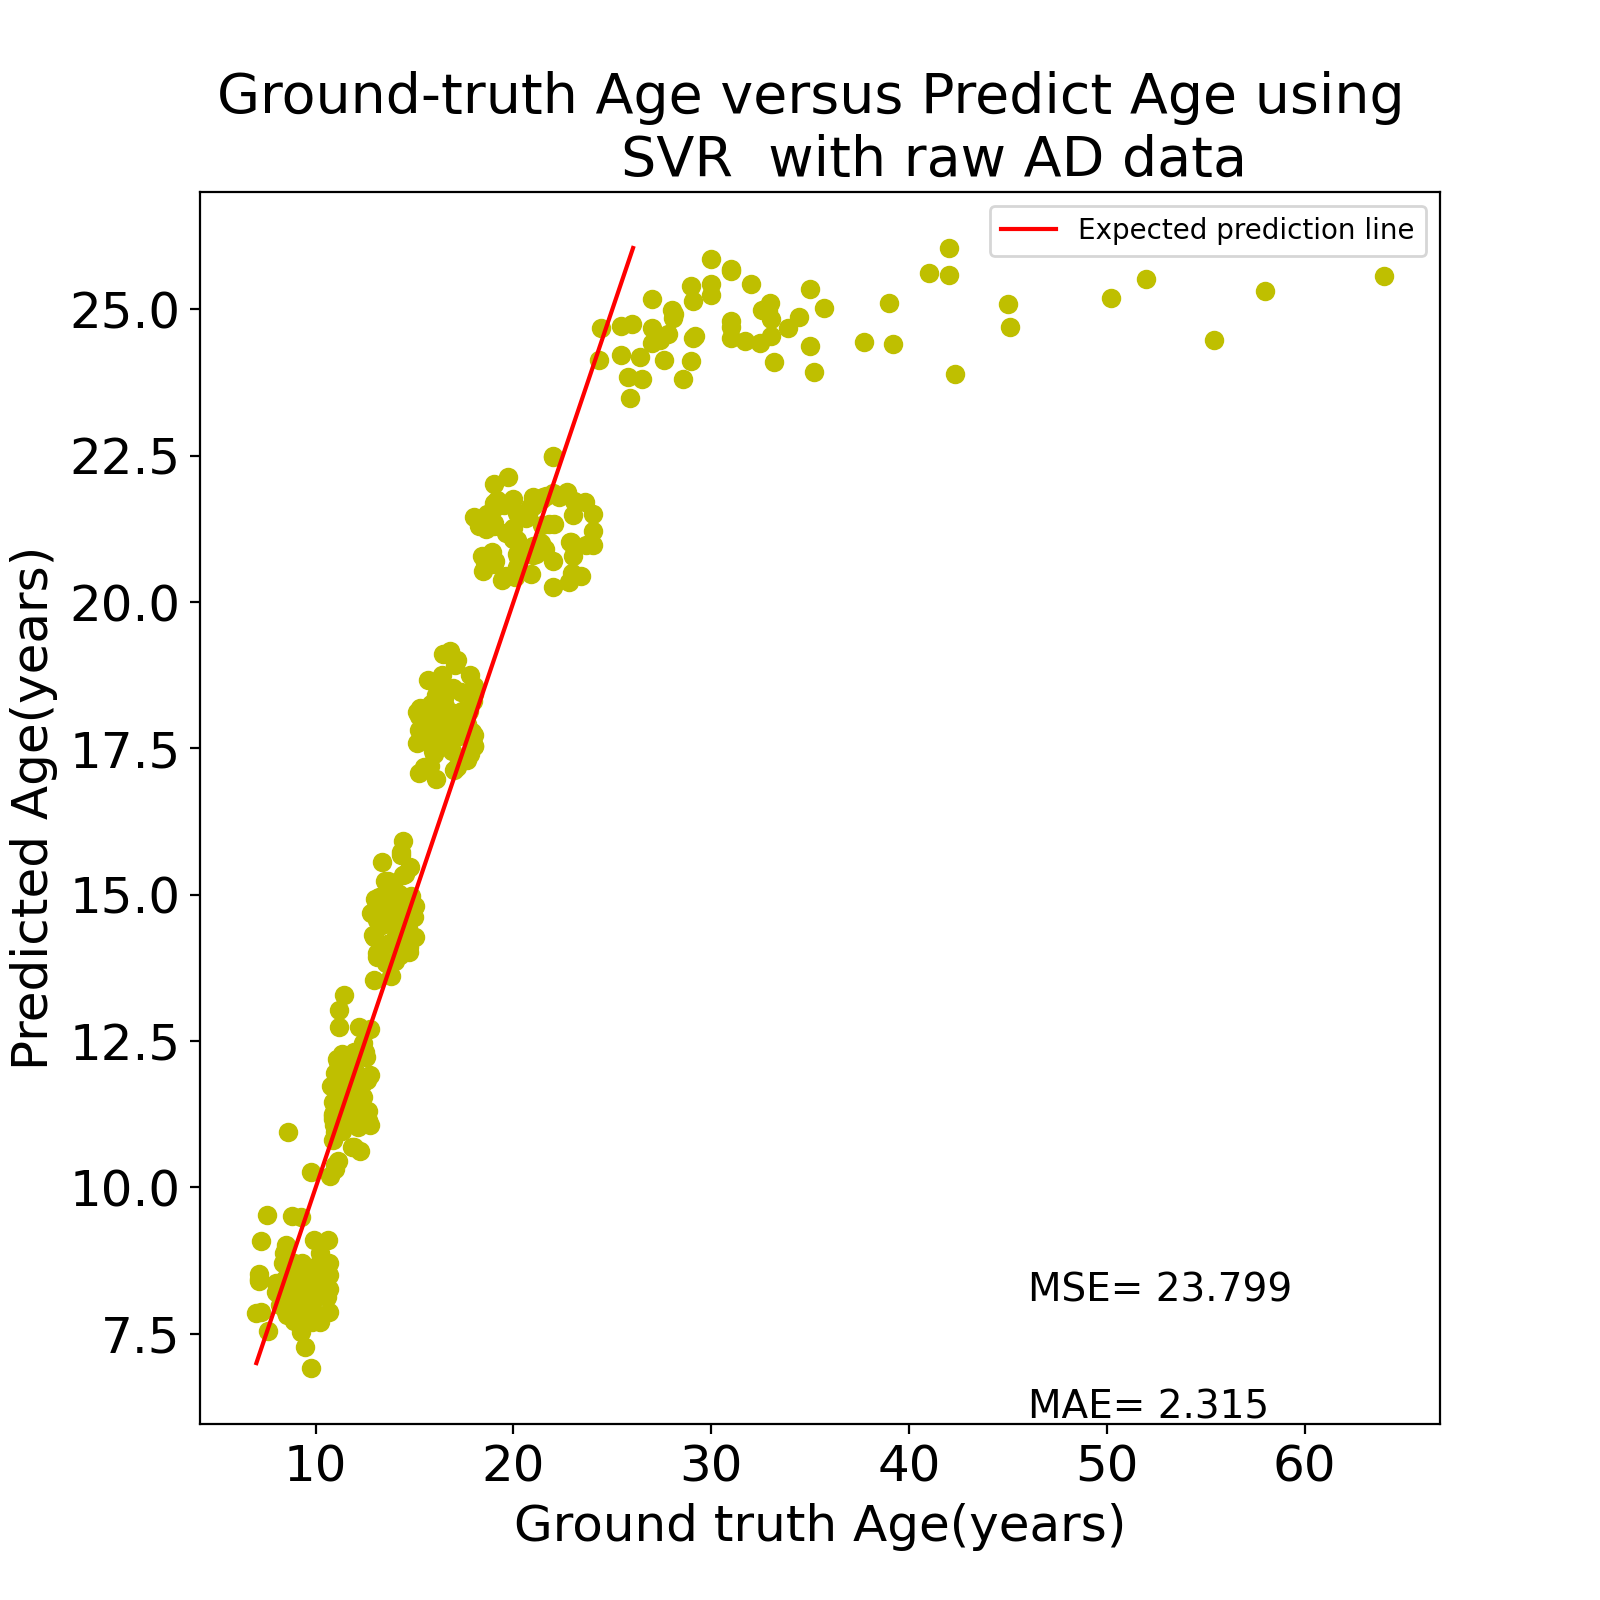 Ground-truth Age versus Predict Age using
SVR  with raw AD data
Expected prediction line
25.0
22.5
20.0
17.5
15.0
12.5
10.0
7.5
Predicted Age(years)
MSE= 23.799
MAE= 2.315
10 20 30 40 50 60
Ground truth Age(years)